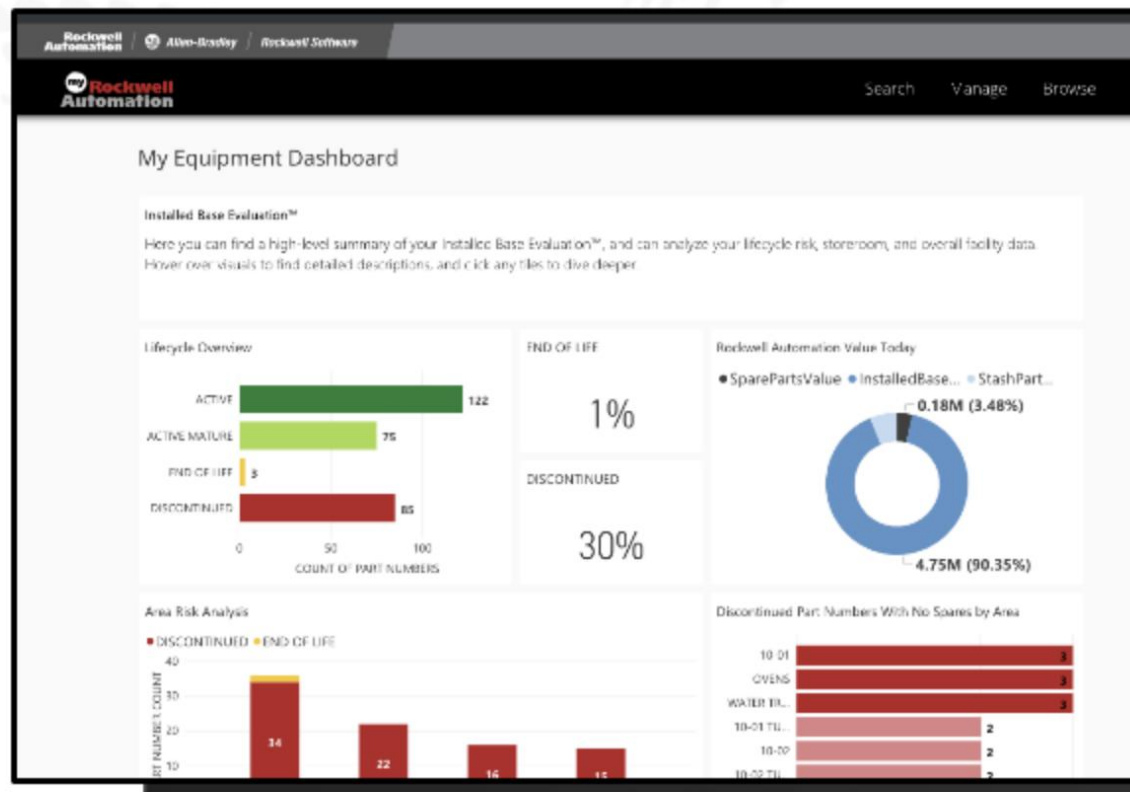 Rockwell Automation
Allen-Bradley
Rockwell Software
my Rockwell Automation
Search Manage Browse
My Equipment Dashboard
Installed Base Evaluation™
Here you can find a high-level summary of your Installed Base Evaluation™, and can analyze your lifecycle risk, storeroom, and overall facility data.
Hover over visuals to find detailed descriptions, and click any tiles to dive deeper
Lifecycle Overview
ACTIVE 122
ACTIVE MATURE 75
END OF LIFE 3
DISCONTINUED 85
0 50 100
COUNT OF PART NUMBERS
END OF LIFE
1%
DISCONTINUED
30%
Rockwell Automation Value Today
SparePartsValue InstalledBase... StashPart...
0.18M (3.48%)
4.75M (90.35%)
Area Risk Analysis
DISCONTINUED END OF LIFE
40
30
20
10
NUMBER COUNT
34
22
16
15
Discontinued Part Numbers With No Spares by Area
10-01 3
OVENS 3
WATER TR... 3
10-01 TU... 2
10-02 2
10-02 TU... 2